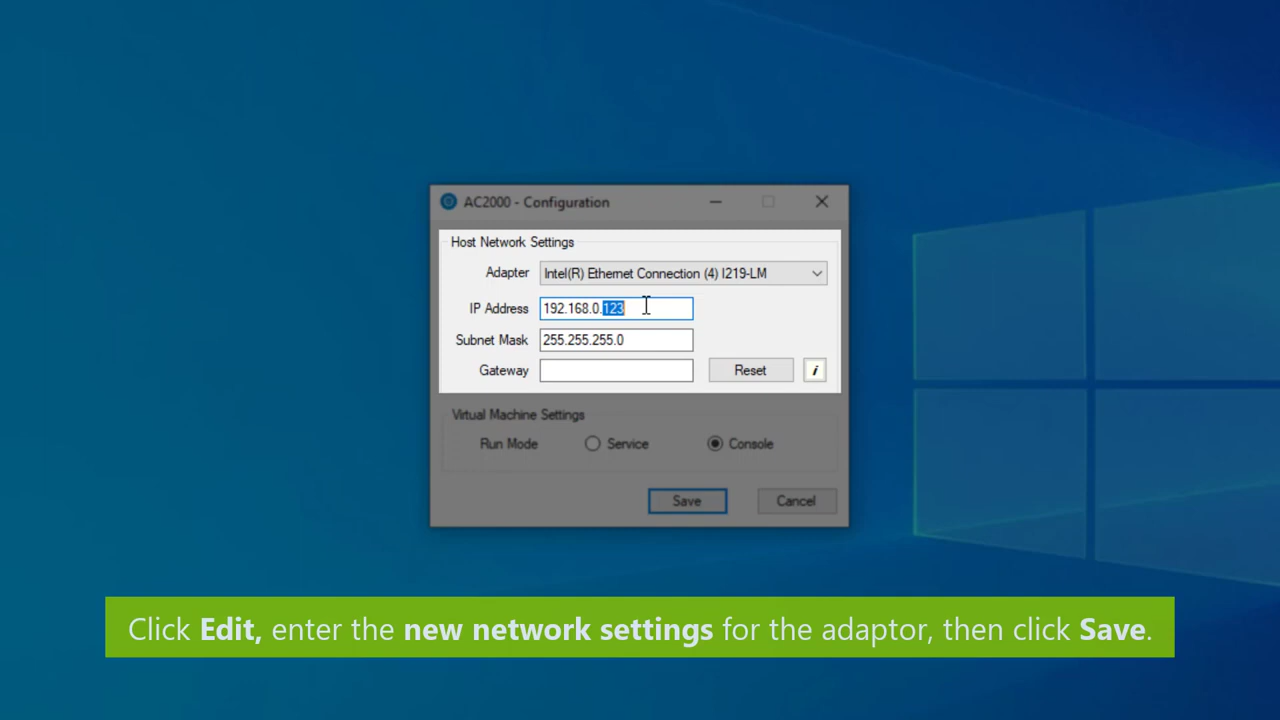 AC2000 - Configuration
Host Network Settings
Adapter Intel(R) Ethernet Connection (4) I219-LM
IP Address 192.168.0.123
Subnet Mask 255.255.255.0
Gateway Reset i
Virtual Machine Settings
Run Mode Service Console
Save Cancel
Click Edit, enter the new network settings for the adaptor, then click Save.